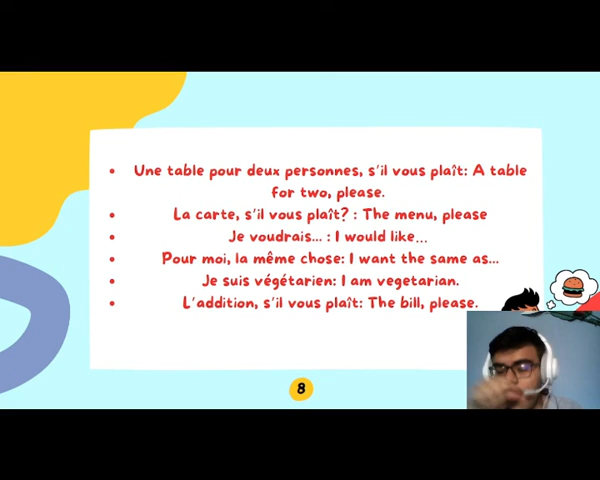 Une table pour deux personnes, s'il vous plaît: A table
for two, please.
La carte, s'il vous plaît? : The menu, please
Je voudrais... : I would like...
Pour moi, la même chose: I want the same as...
Je suis végétarien: I am vegetarian.
L'addition, s'il vous plaît: The bill, please.
8